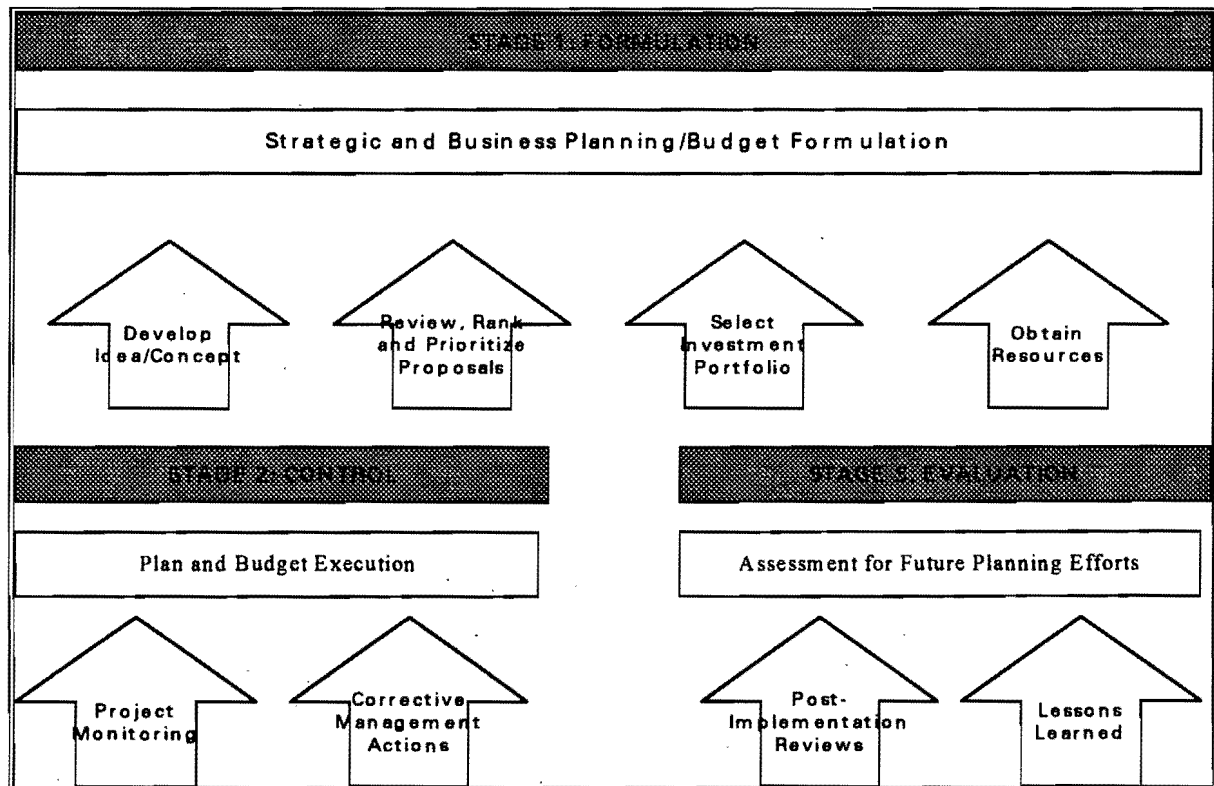 STAGE 1: FORMULATION
Strategic and Business Planning/Budget Formulation
Develop
Idea/Concept
Review, Rank
and Prioritize
Proposals
Select
Investment
Portfolio
Obtain
Resources
STAGE 2: CONTROL
Plan and Budget Execution
Project
Monitoring
Corrective
Management
Actions
STAGE 3: EVALUATION
Assessment for Future Planning Efforts
Post-
Implementation
Reviews
Lessons
Learned